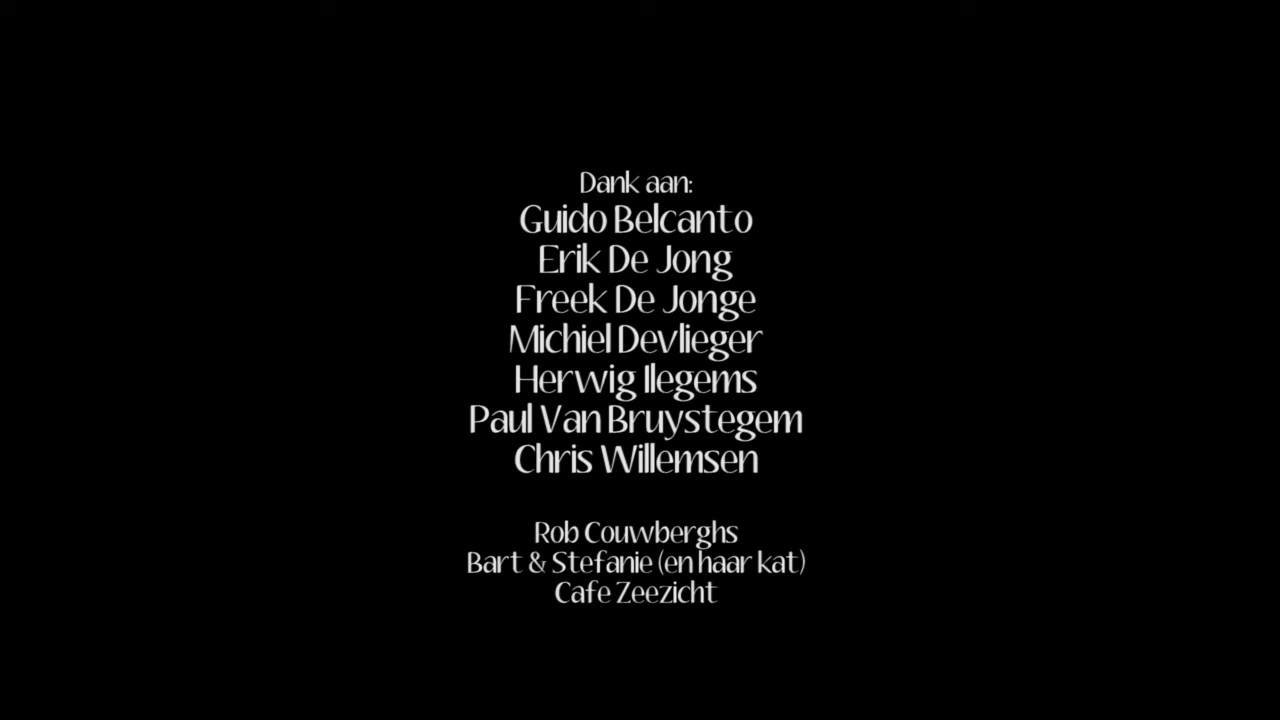 Dank aan:
Guido Belcanto
Erik De Jong
Freek De Jonge
Michiel Devlieger
Herwig Ilegems
Paul Van Bruystegem
Chris Willemsen
Rob Couwberghs
Bart & Stefanie (en haar kat)
Cafe Zeezicht